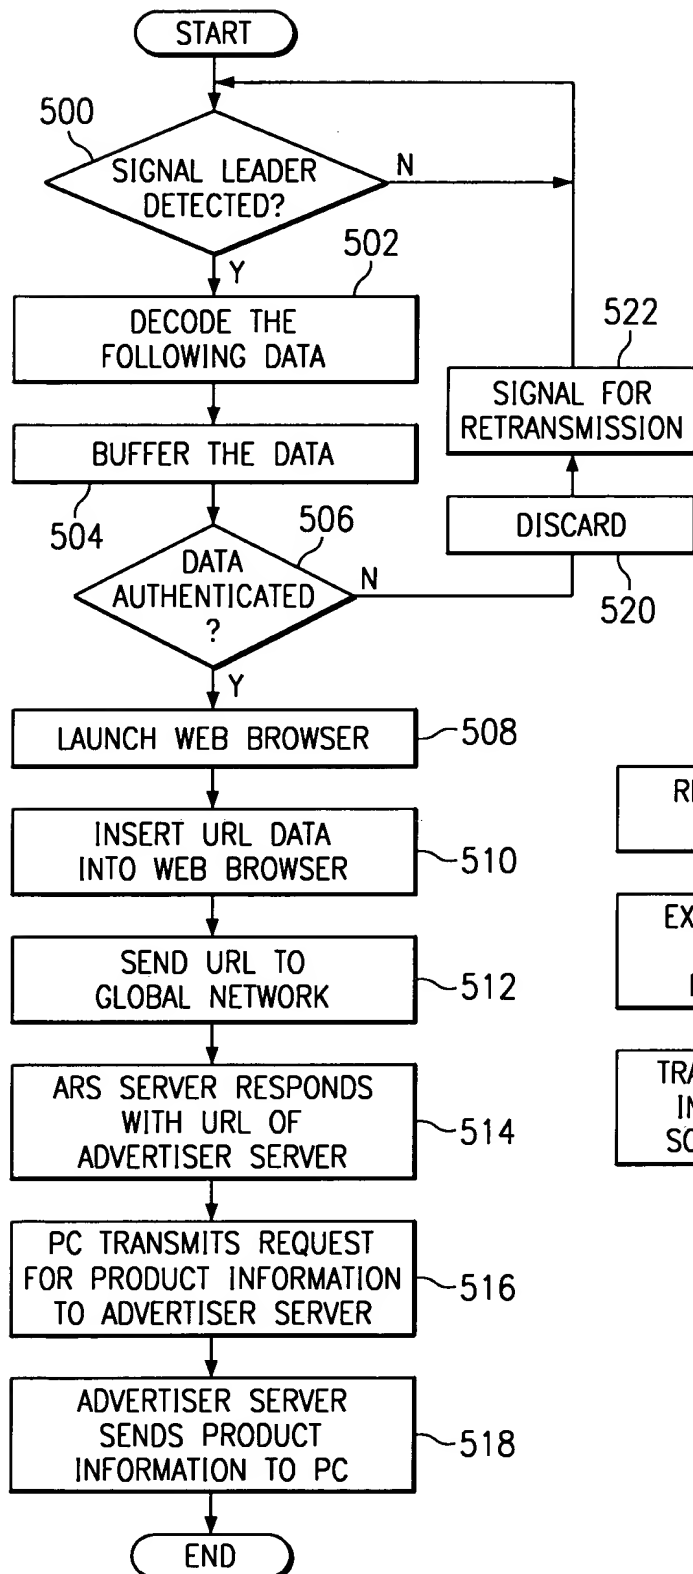 START
500
SIGNAL LEADER
DETECTED?
N
Y
502
DECODE THE
FOLLOWING DATA
522
SIGNAL FOR
RETRANSMISSION
BUFFER THE DATA
504
506
DISCARD
520
DATA
AUTHENTICATED
?
N
Y
LAUNCH WEB BROWSER
508
INSERT URL DATA
INTO WEB BROWSER
510
SEND URL TO
GLOBAL NETWORK
512
ARS SERVER RESPONDS
WITH URL OF
ADVERTISER SERVER
514
PC TRANSMITS REQUEST
FOR PRODUCT INFORMATION
TO ADVERTISER SERVER
516
ADVERTISER SERVER
SENDS PRODUCT
INFORMATION TO PC
518
END